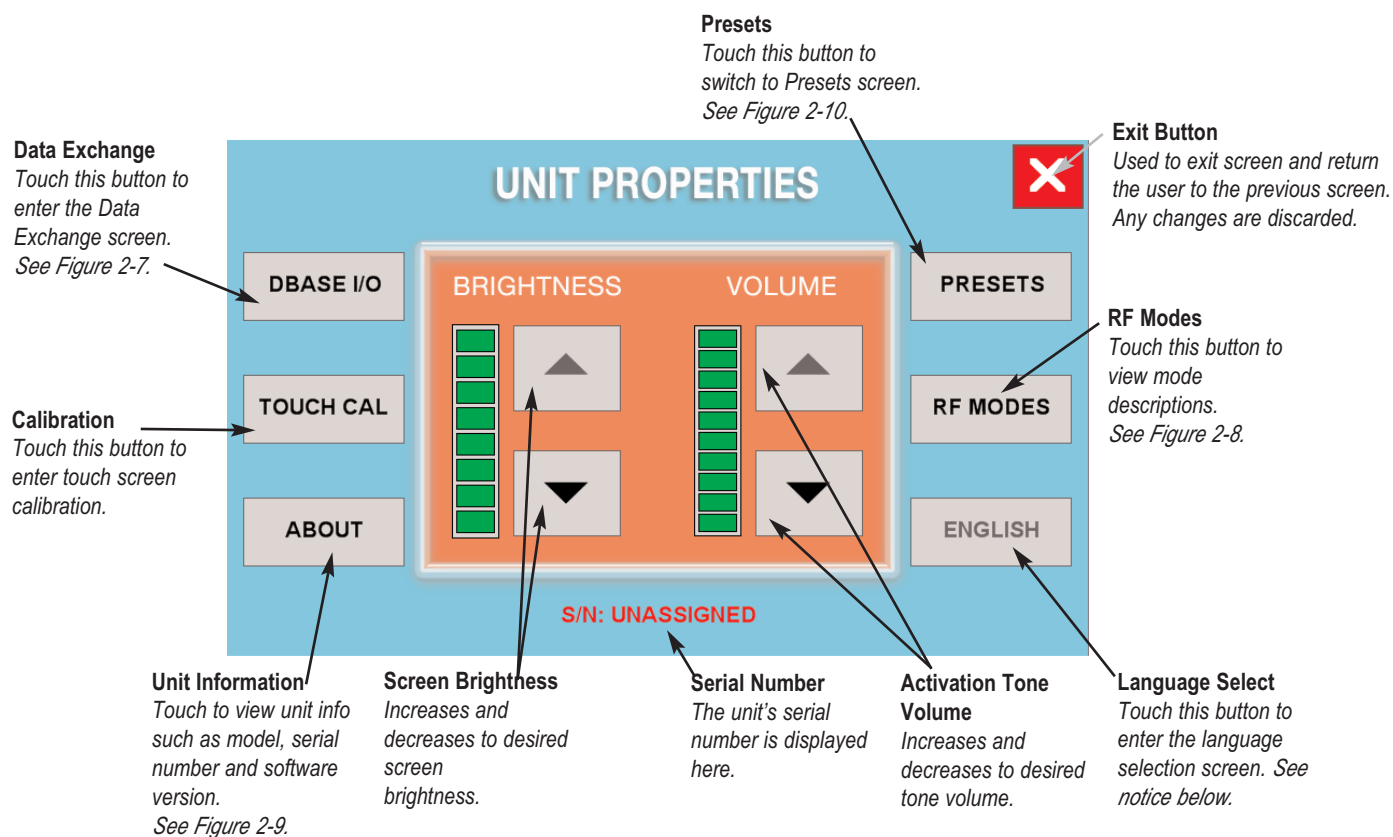 Presets
Touch this button to
switch to Presets screen.
See Figure 2-10.
Data Exchange
Touch this button to
enter the Data
Exchange screen.
See Figure 2-7.
Exit Button
Used to exit screen and return
the user to the previous screen.
Any changes are discarded.
UNIT PROPERTIES
X
DBASE I/O
BRIGHTNESS
VOLUME
PRESETS
RF Modes
Touch this button to
view mode
descriptions.
See Figure 2-8.
Calibration
Touch this button to
enter touch screen
calibration.
TOUCH CAL
RF MODES
ABOUT
ENGLISH
S/N: UNASSIGNED
Unit Information
Touch to view unit info
such as model, serial
number and software
version.
See Figure 2-9.
Screen Brightness
Increases and
decreases to desired
screen
brightness.
Serial Number
The unit's serial
number is displayed
here.
Activation Tone
Volume
Increases and
decreases to desired
tone volume.
Language Select
Touch this button to
enter the language
selection screen. See
notice below.